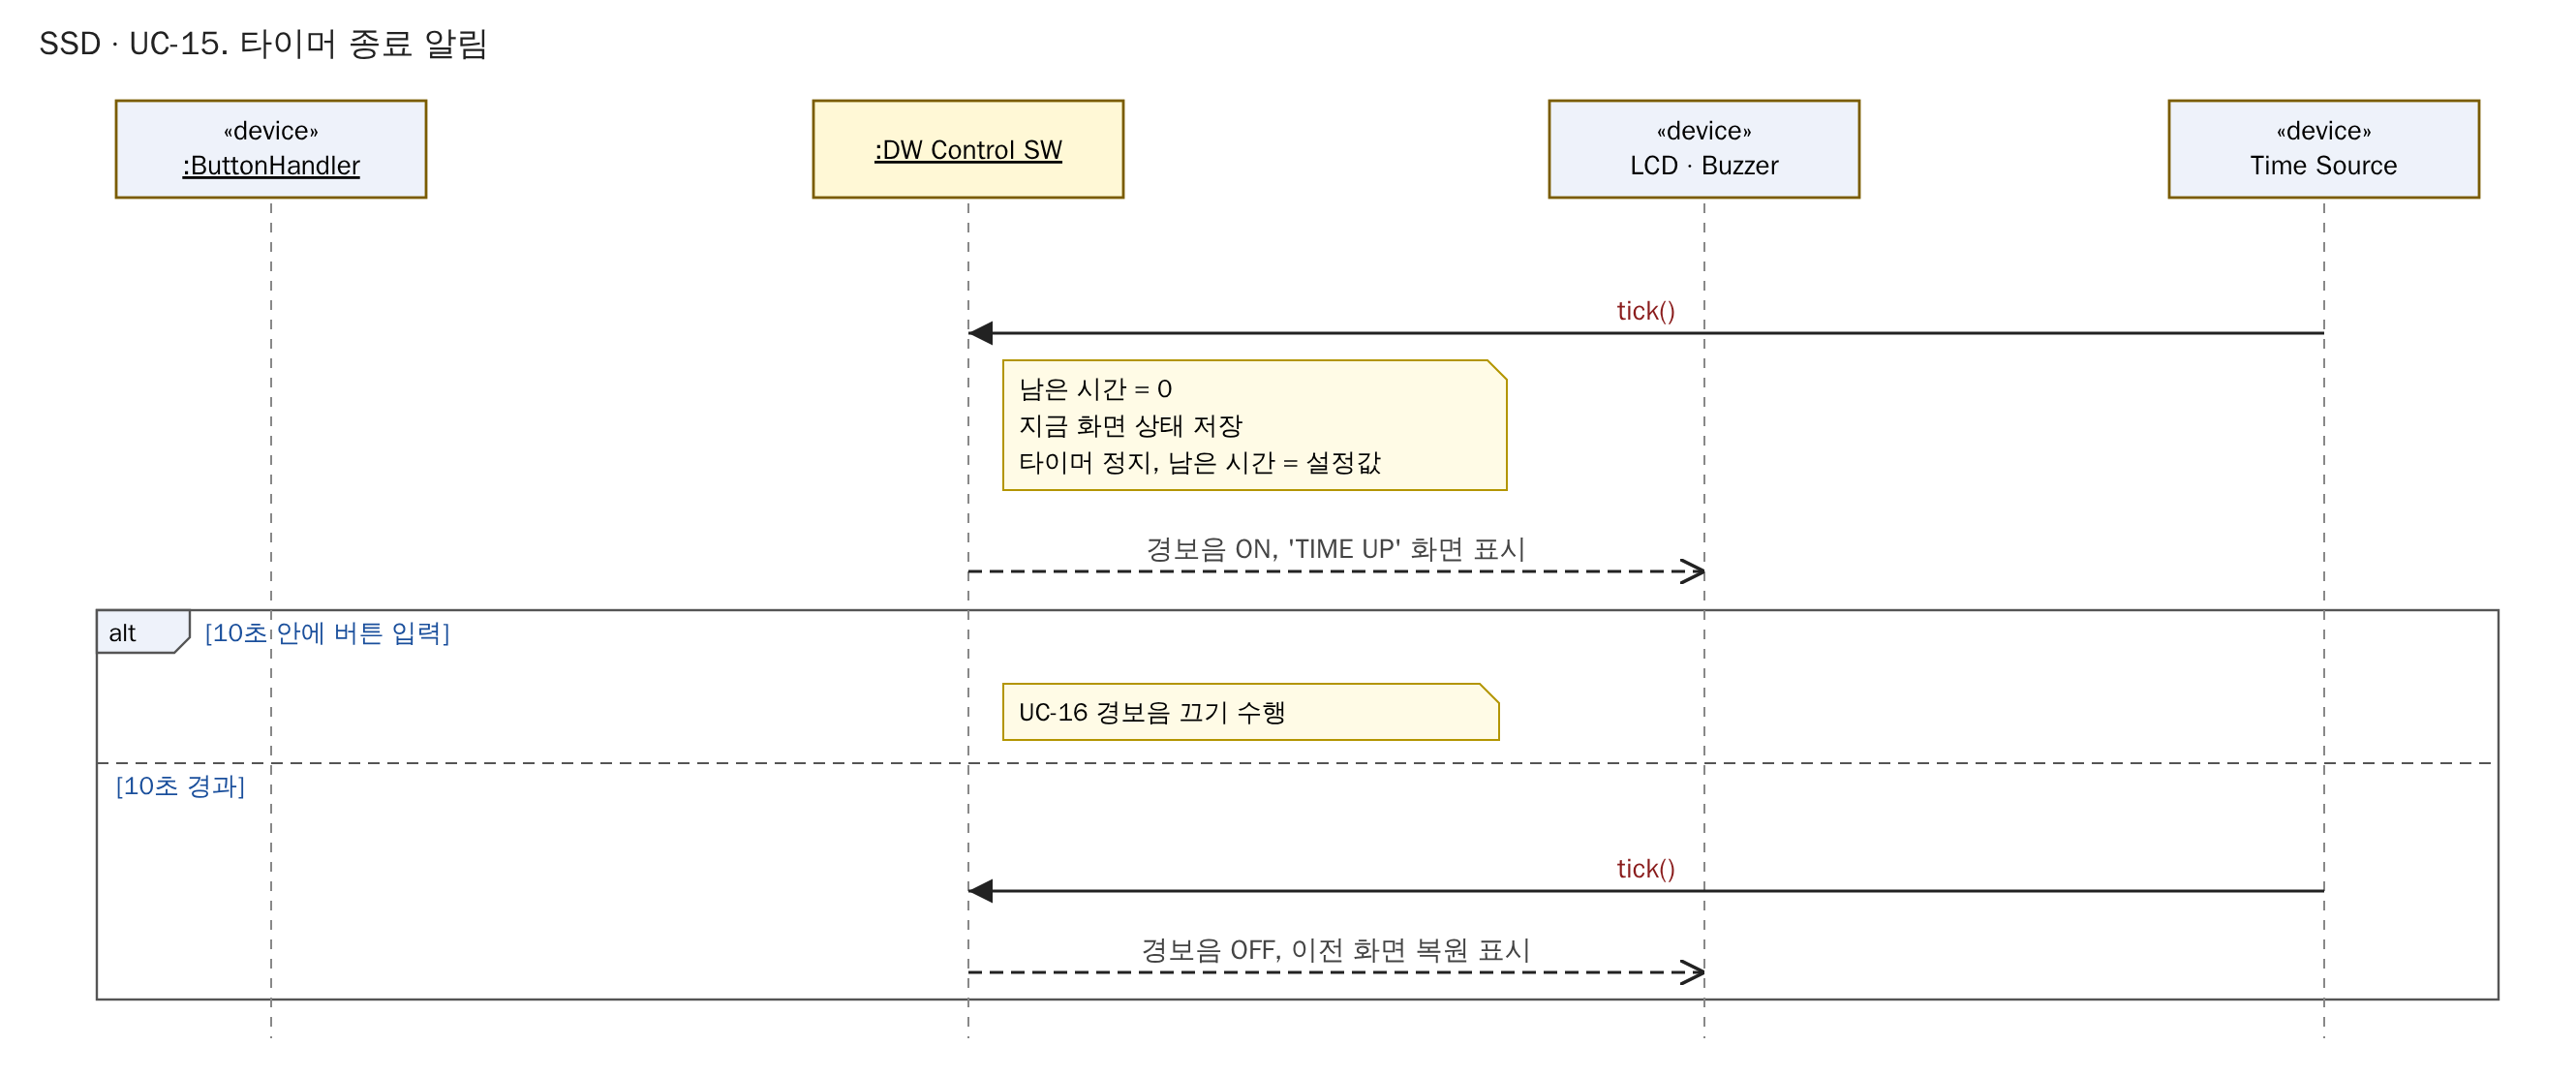 SSD · UC-15. 타이머 종료 알림
«device»
:ButtonHandler
:DW Control SW
«device»
LCD · Buzzer
«device»
Time Source
tick()
남은 시간 = 0
지금 화면 상태 저장
타이머 정지, 남은 시간 = 설정값
경보음 ON, 'TIME UP' 화면 표시
alt
[10초 안에 버튼 입력]
UC-16 경보음 끄기 수행
[10초 경과]
tick()
경보음 OFF, 이전 화면 복원 표시